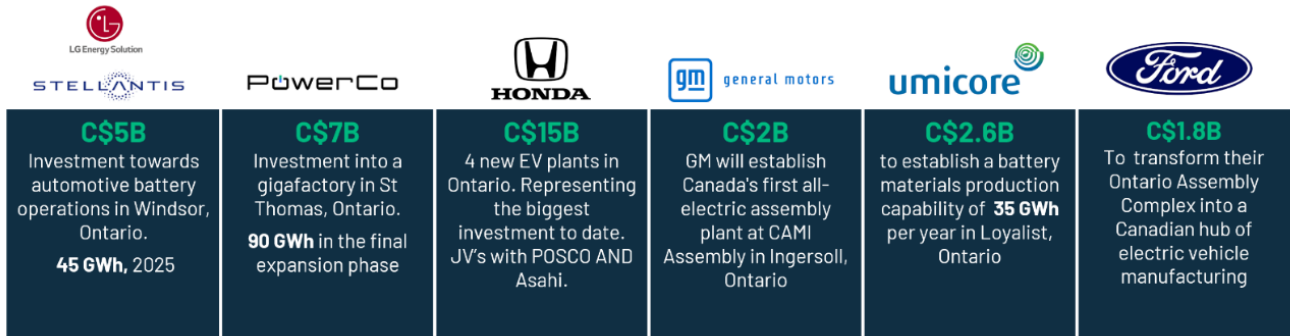 LG Energy Solution
STELLANTIS
C$5B
Investment towards
automotive battery
operations in Windsor,
Ontario.
45 GWh, 2025
PowerCo
C$7B
Investment into a
gigafactory in St
Thomas, Ontario.
90 GWh in the final
expansion phase
HONDA
C$15B
4 new EV plants in
Ontario. Representing
the biggest
investment to date.
JV's with POSCO AND
Asahi.
gm general motors
C$2B
GM will establish
Canada's first all-
electric assembly
plant at CAMI
Assembly in Ingersoll,
Ontario
umicore
C$2.6B
to establish a battery
materials production
capability of 35 GWh
per year in Loyalist,
Ontario
Ford
C$1.8B
To transform their
Ontario Assembly
Complex into a
Canadian hub of
electric vehicle
manufacturing